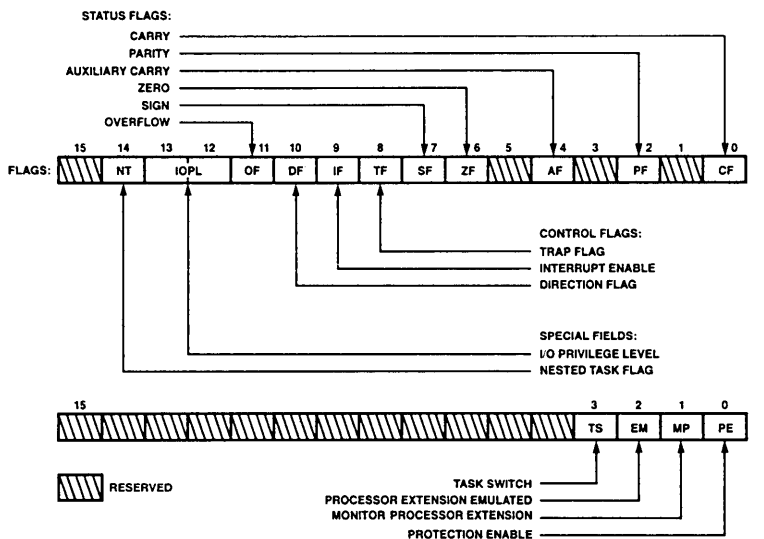 STATUS FLAGS:
CARRY
PARITY
AUXILIARY CARRY
ZERO
SIGN
OVERFLOW
15 14 13 12 11 10 9 8 7 6 5 4 3 2 1 0
FLAGS: NT IOPL OF DF IF TF SF ZF AF PF CF
CONTROL FLAGS:
TRAP FLAG
INTERRUPT ENABLE
DIRECTION FLAG
SPECIAL FIELDS:
I/O PRIVILEGE LEVEL
NESTED TASK FLAG
15 3 2 1 0
TS EM MP PE
RESERVED
TASK SWITCH
PROCESSOR EXTENSION EMULATED
MONITOR PROCESSOR EXTENSION
PROTECTION ENABLE